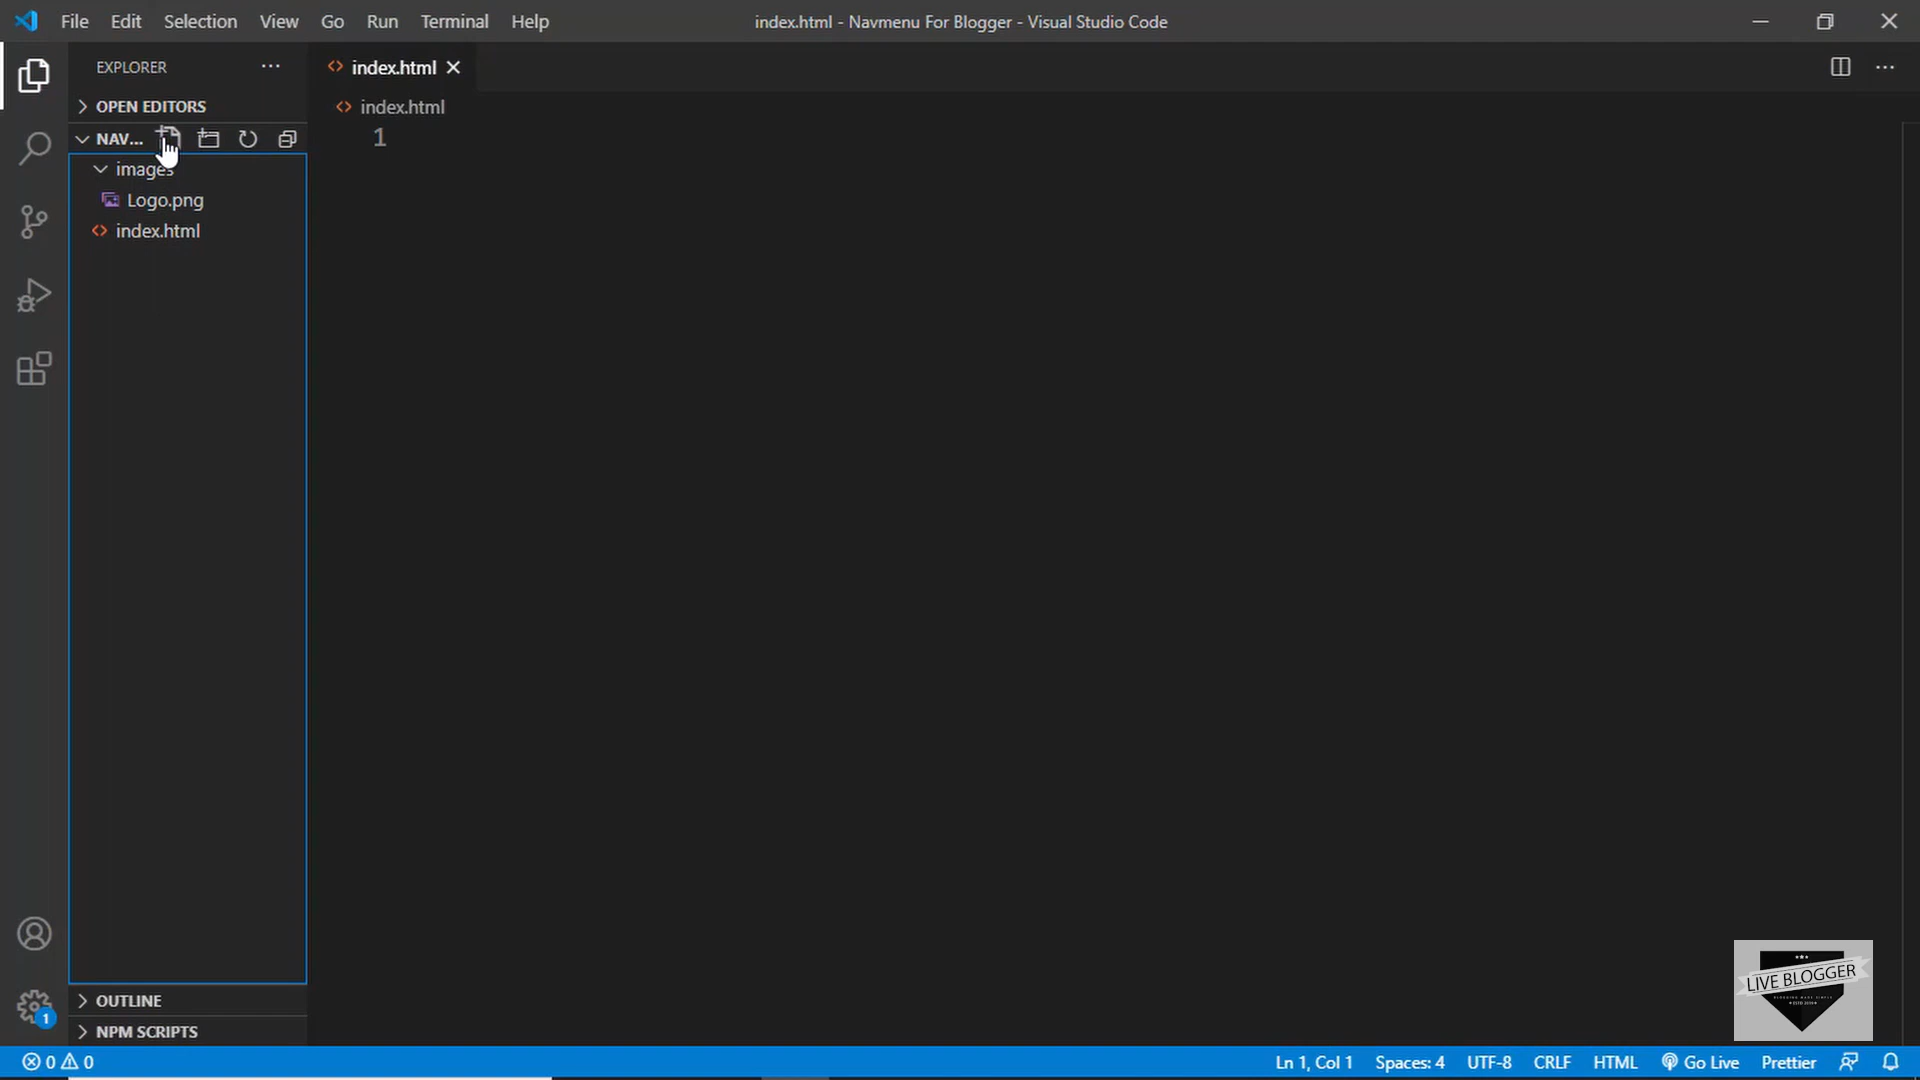 File Edit Selection View Go Run Terminal Help
index.html - Navmenu For Blogger - Visual Studio Code
EXPLORER
index.html
OPEN EDITORS
index.html
NAV...
1
images
Logo.png
index.html
OUTLINE
NPM SCRIPTS
LIVE BLOGGER
1
0 0
Ln 1, Col 1 Spaces: 4 UTF-8 CRLF HTML Go Live Prettier